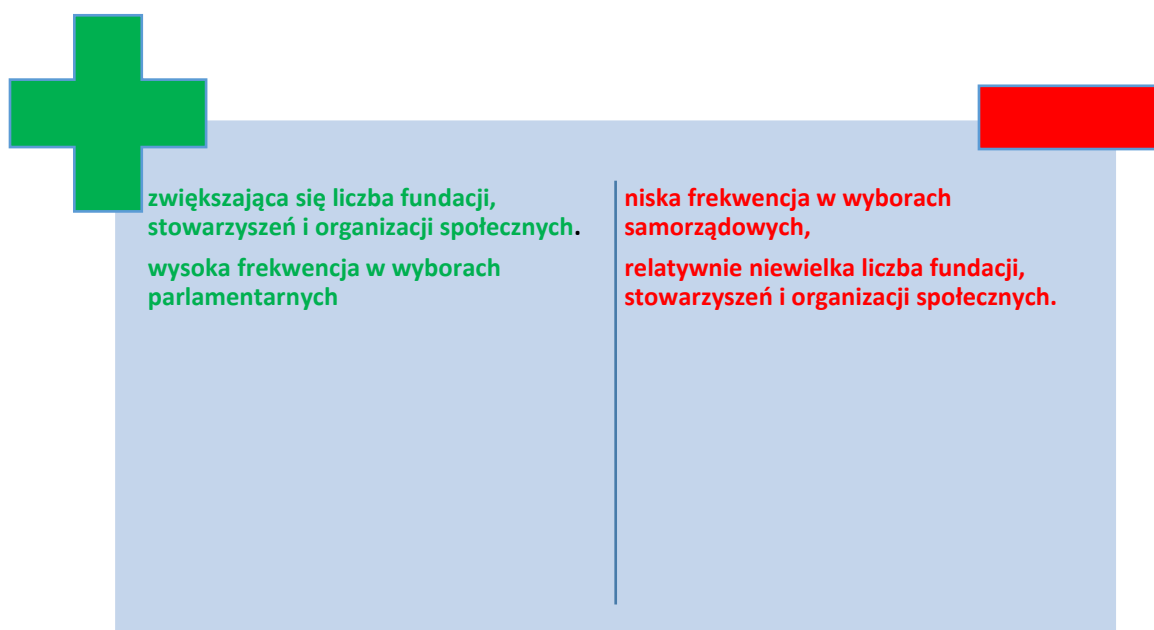 zwiększająca się liczba fundacji,
stowarzyszeń i organizacji społecznych.
wysoka frekwencja w wyborach
parlamentarnych
niska frekwencja w wyborach
samorządowych,
relatywnie niewielka liczba fundacji,
stowarzyszeń i organizacji społecznych.